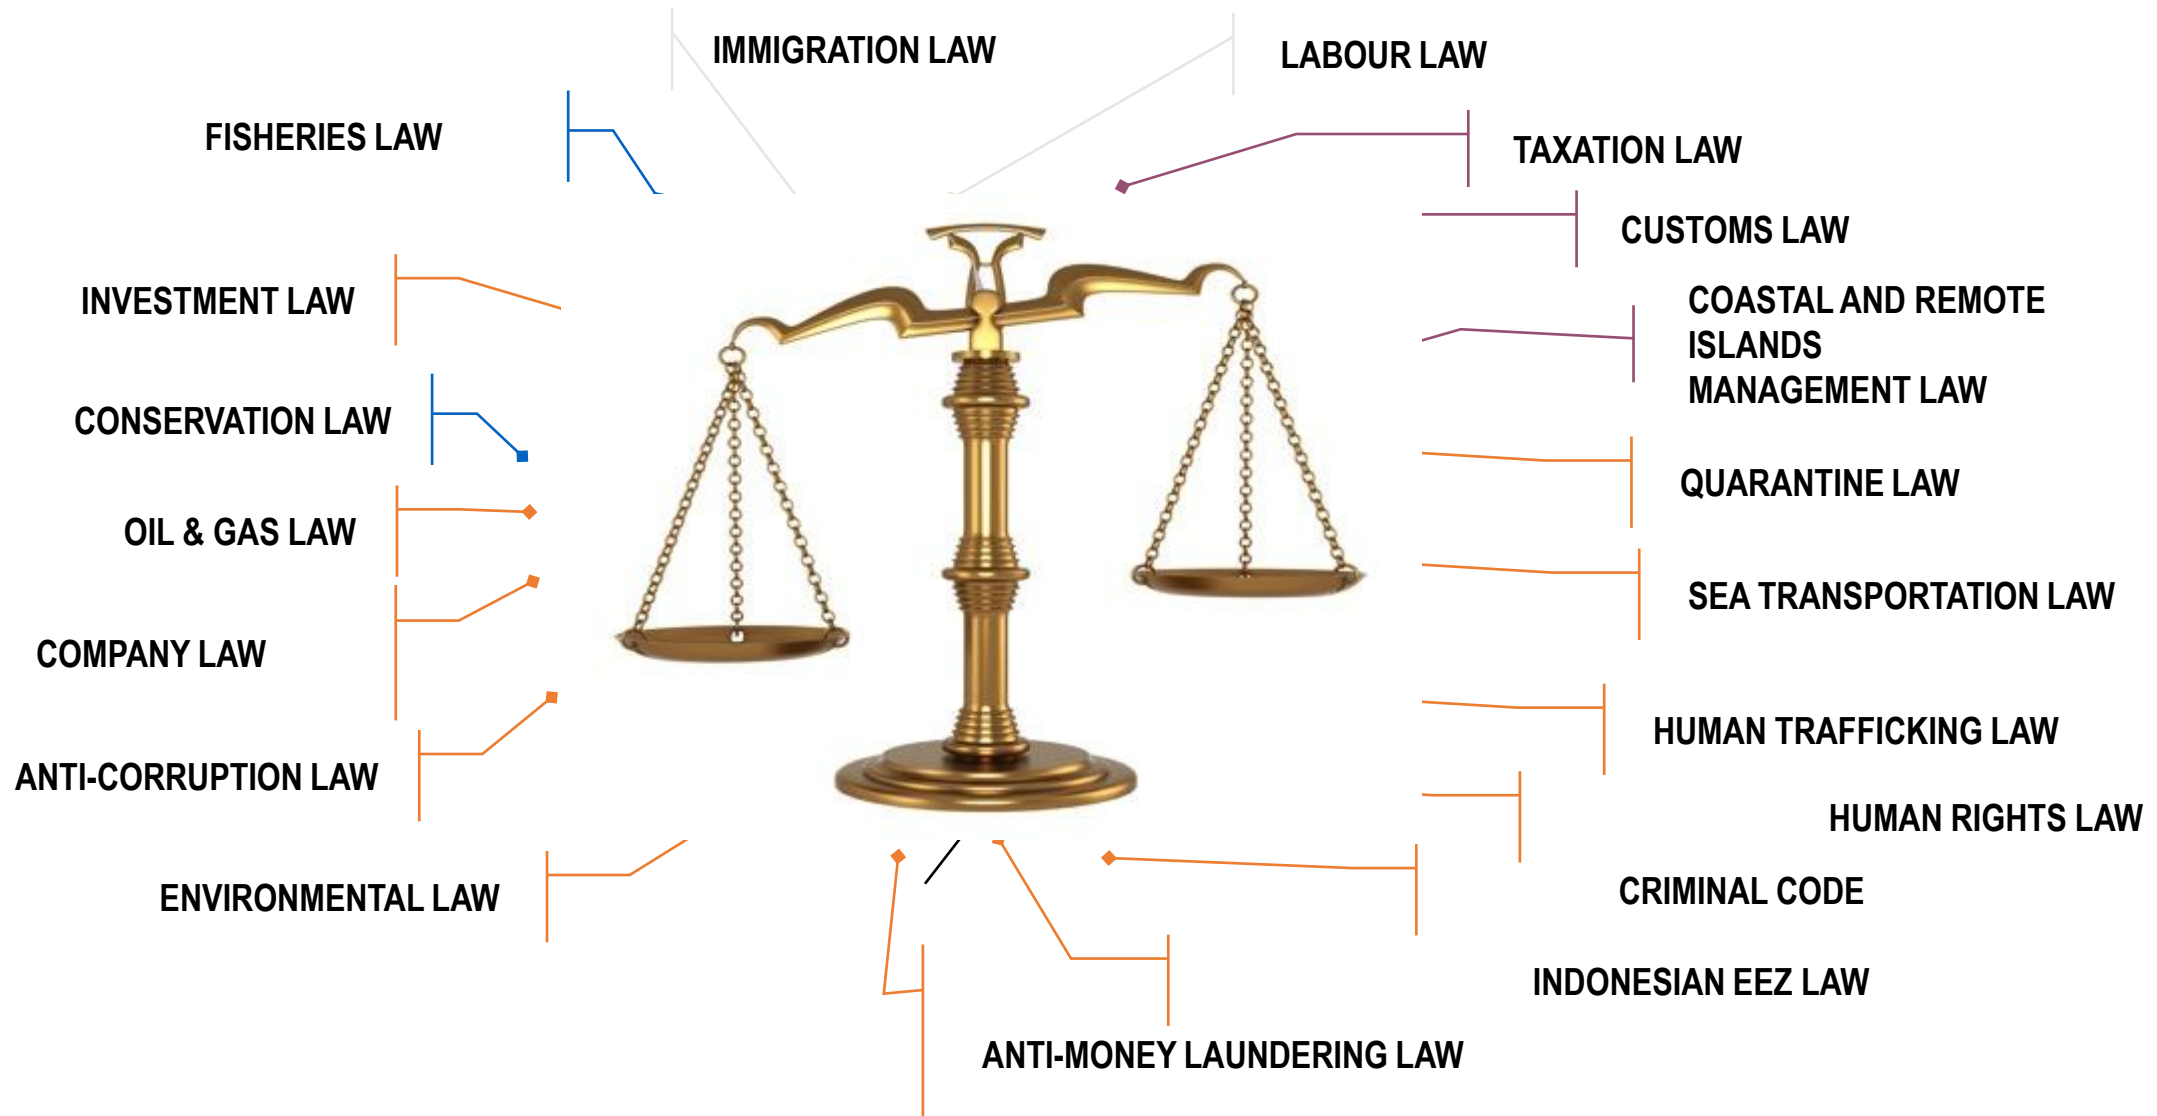 IMMIGRATION LAW
LABOUR LAW
FISHERIES LAW
TAXATION LAW
CUSTOMS LAW
INVESTMENT LAW
COASTAL AND REMOTE
ISLANDS
MANAGEMENT LAW
CONSERVATION LAW
QUARANTINE LAW
OIL & GAS LAW
SEA TRANSPORTATION LAW
COMPANY LAW
HUMAN TRAFFICKING LAW
ANTI-CORRUPTION LAW
HUMAN RIGHTS LAW
ENVIRONMENTAL LAW
CRIMINAL CODE
INDONESIAN EEZ LAW
ANTI-MONEY LAUNDERING LAW